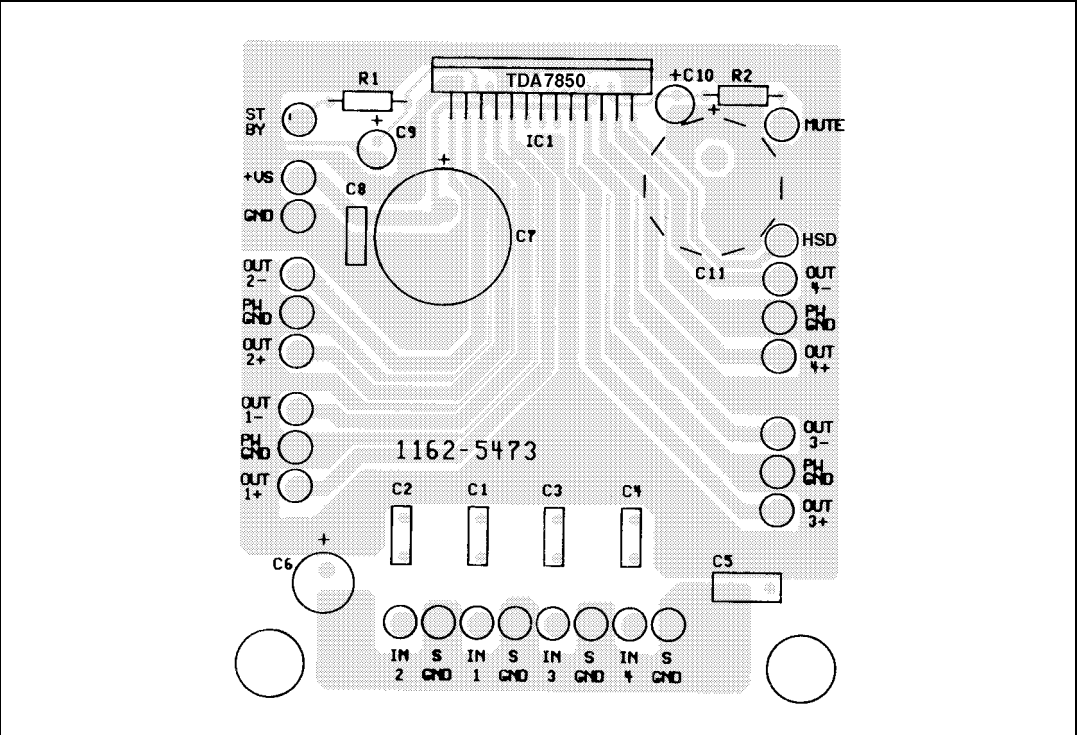 TDA7850
+
C10
R2
R1
ST
BY
+
C9
IC1
+
MUTE
+VS
C8
+
GND
C7
HSD
C11
OUT
2-
OUT
4-
PW
GND
PW
GND
OUT
2+
OUT
4+
OUT
1-
OUT
3-
PW
GND
1162-5473
PW
GND
OUT
1+
C2
C1
C3
C4
OUT
3+
+
C6
C5
IN
2
S
GND
IN
1
S
GND
IN
3
S
GND
IN
4
S
GND